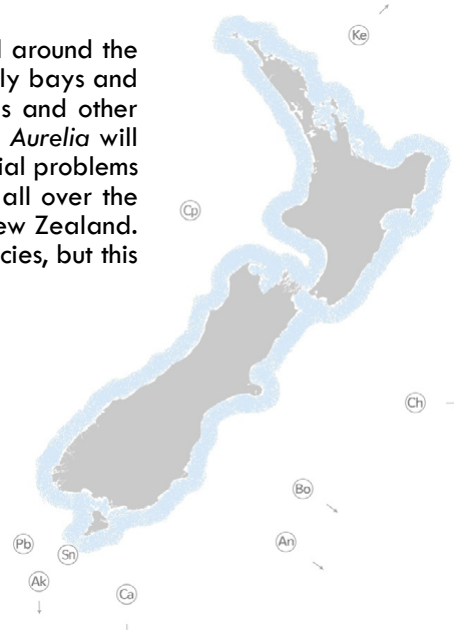 l around the
ly bays and
s and other
Aurelia will
ial problems
all over the
ew Zealand.
cies, but this
Ke
Cp
Ch
Bo
An
Pb
Sn
Ak
Ca